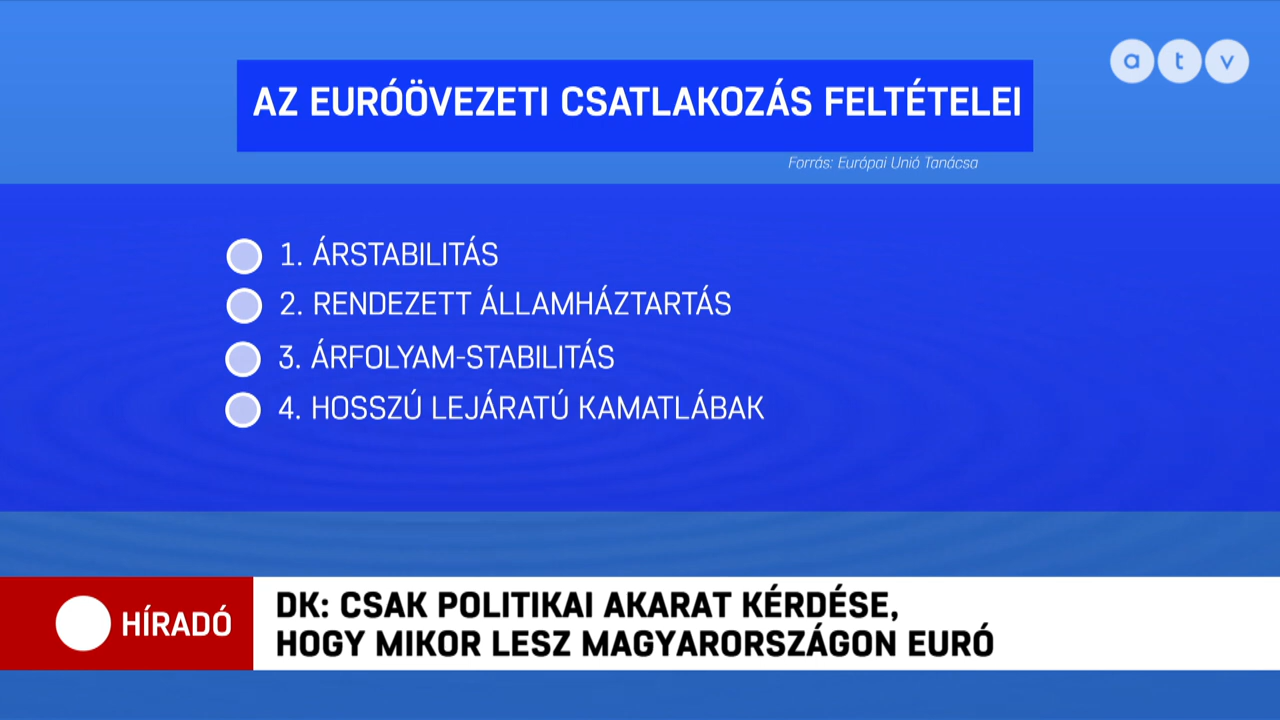 atv
AZ EURÓÖVEZETI CSATLAKOZÁS FELTÉTELEI
Forrás: Európai Unió Tanácsa
1. ÁRSTABILITÁS
2. RENDEZETT ÁLLAMHÁZTARTÁS
3. ÁRFOLYAM-STABILITÁS
4. HOSSZÚ LEJÁRATÚ KAMATLÁBAK
HÍRADÓ
DK: CSAK POLITIKAI AKARAT KÉRDÉSE,
HOGY MIKOR LESZ MAGYARORSZÁGON EURÓ